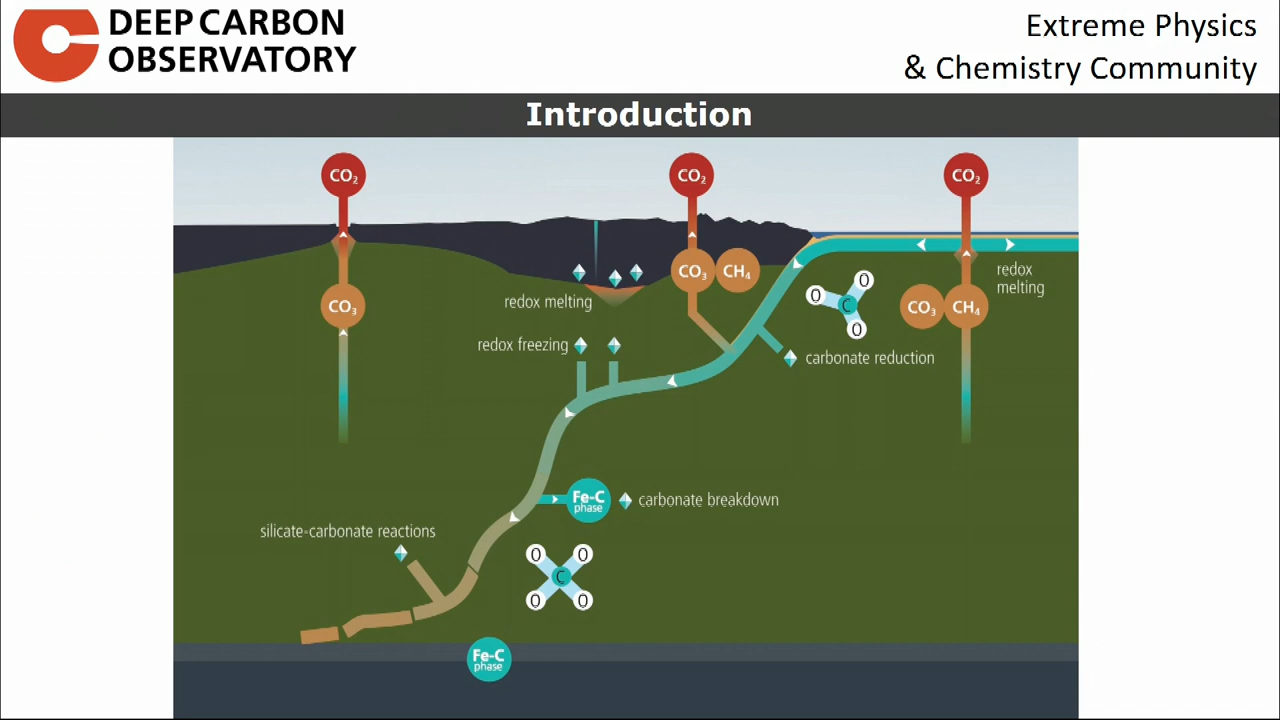 DEEP CARBON
OBSERVATORY
Extreme Physics
& Chemistry Community
Introduction
CO₂
CO₂
CO₂
CO₃
CH₄
redox
melting
redox melting
CO₃
CO₃
CH₄
O
O
C
O
redox freezing
carbonate reduction
Fe-C
phase
carbonate breakdown
silicate-carbonate reactions
O
O
C
O
O
Fe-C
phase